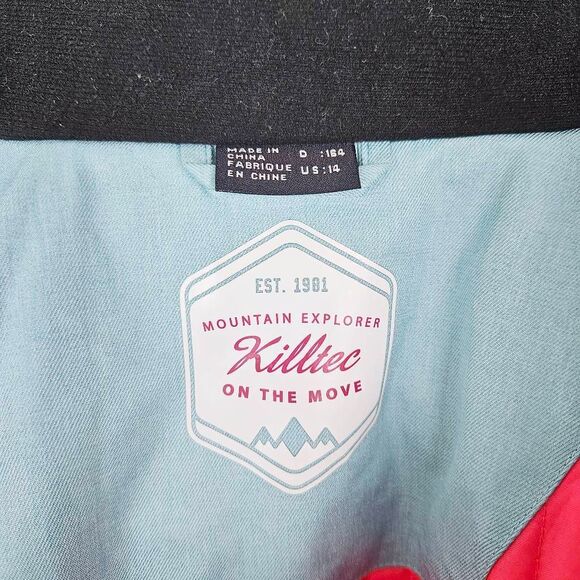 MADE IN
CHINA
FABRIQUE
EN CHINE
D :164
US:14
EST. 1981
MOUNTAIN EXPLORER
Killtec
ON THE MOVE